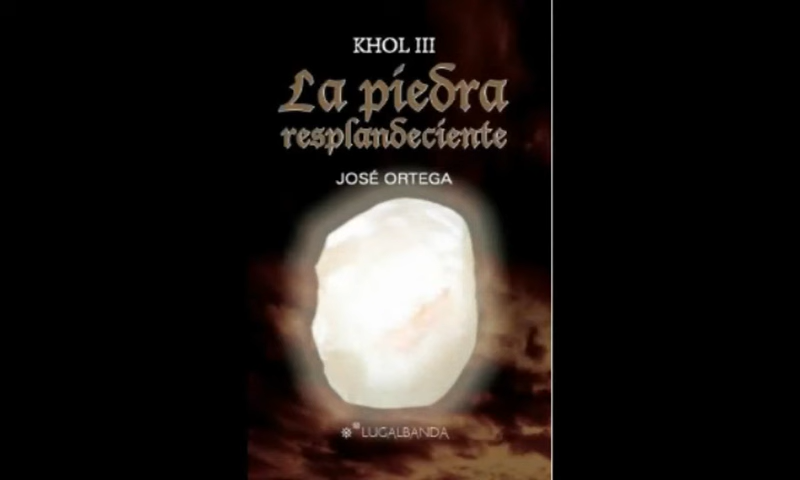 KHOL III
La piedra
resplandeciente
JOSÉ ORTEGA
LUGALBANDA